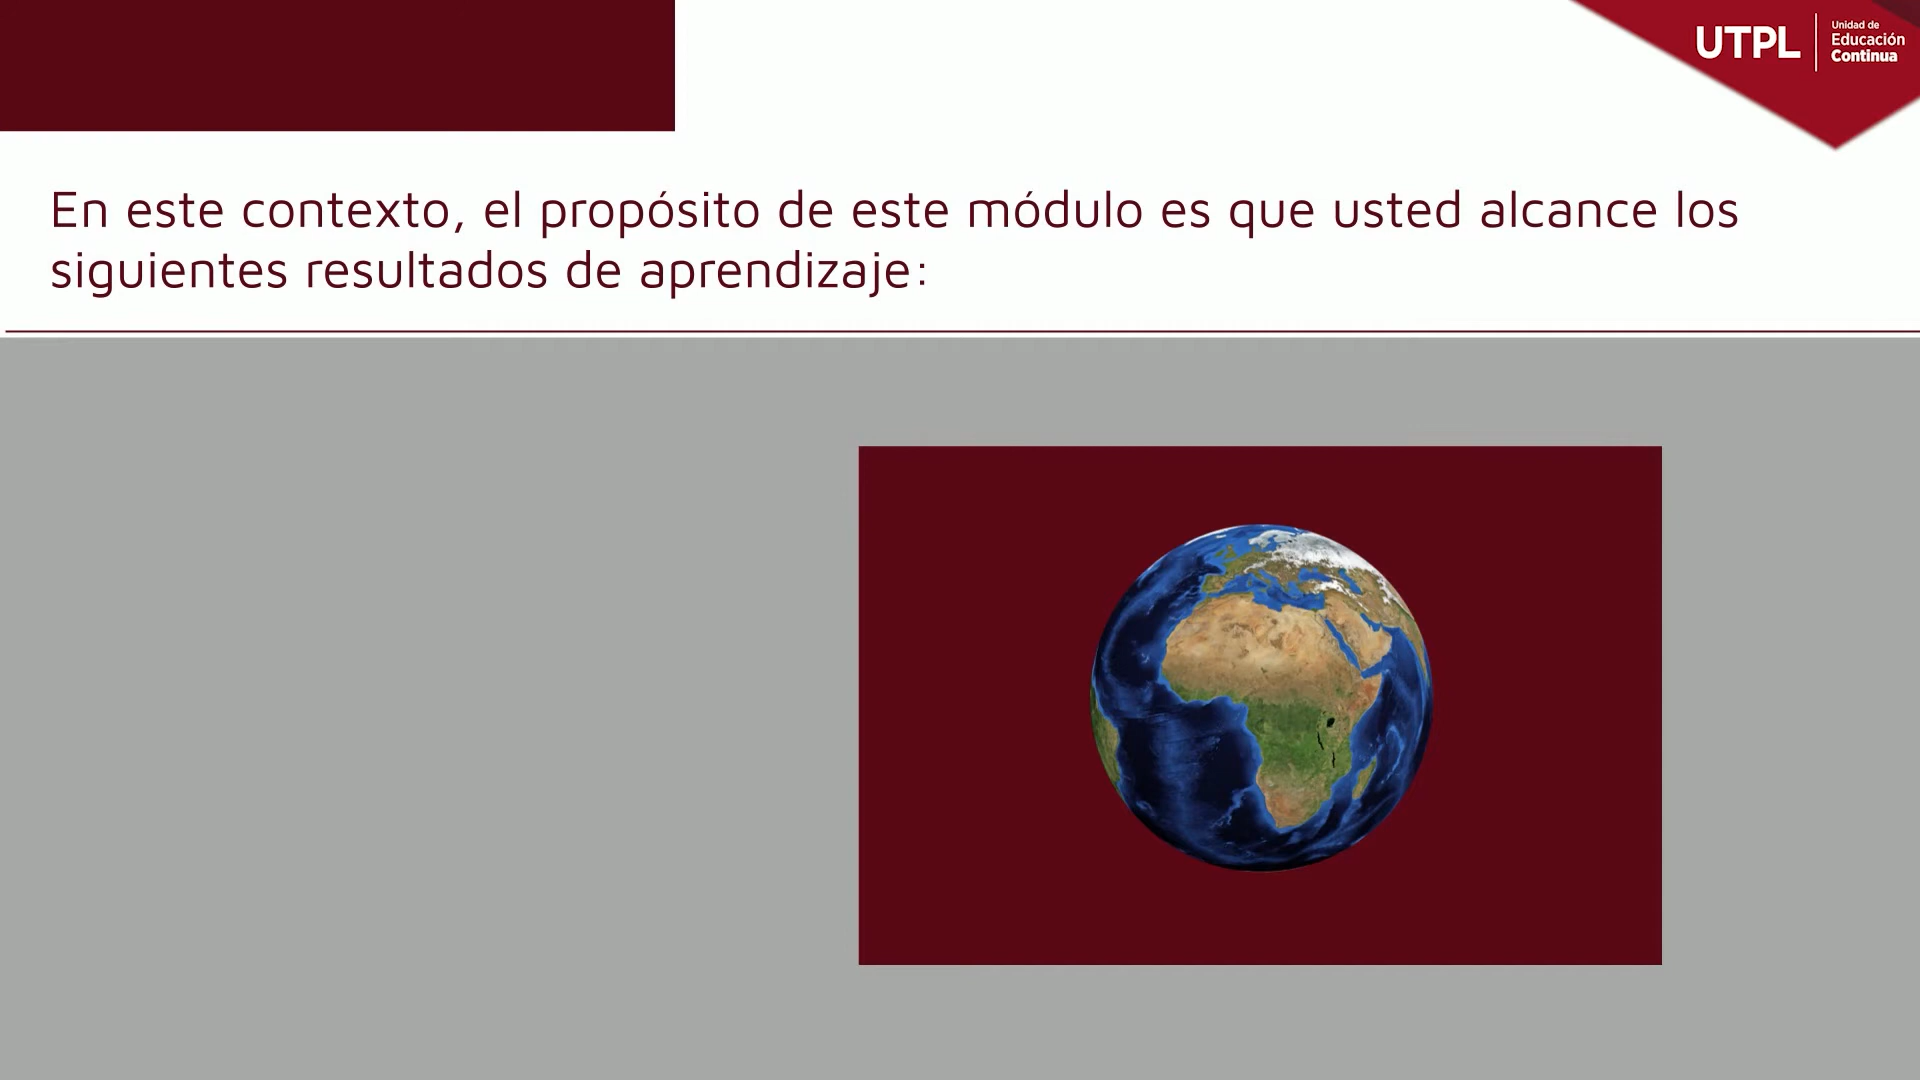 UTPL
Unidad de
Educación
Continua
En este contexto, el propósito de este módulo es que usted alcance los
siguientes resultados de aprendizaje: